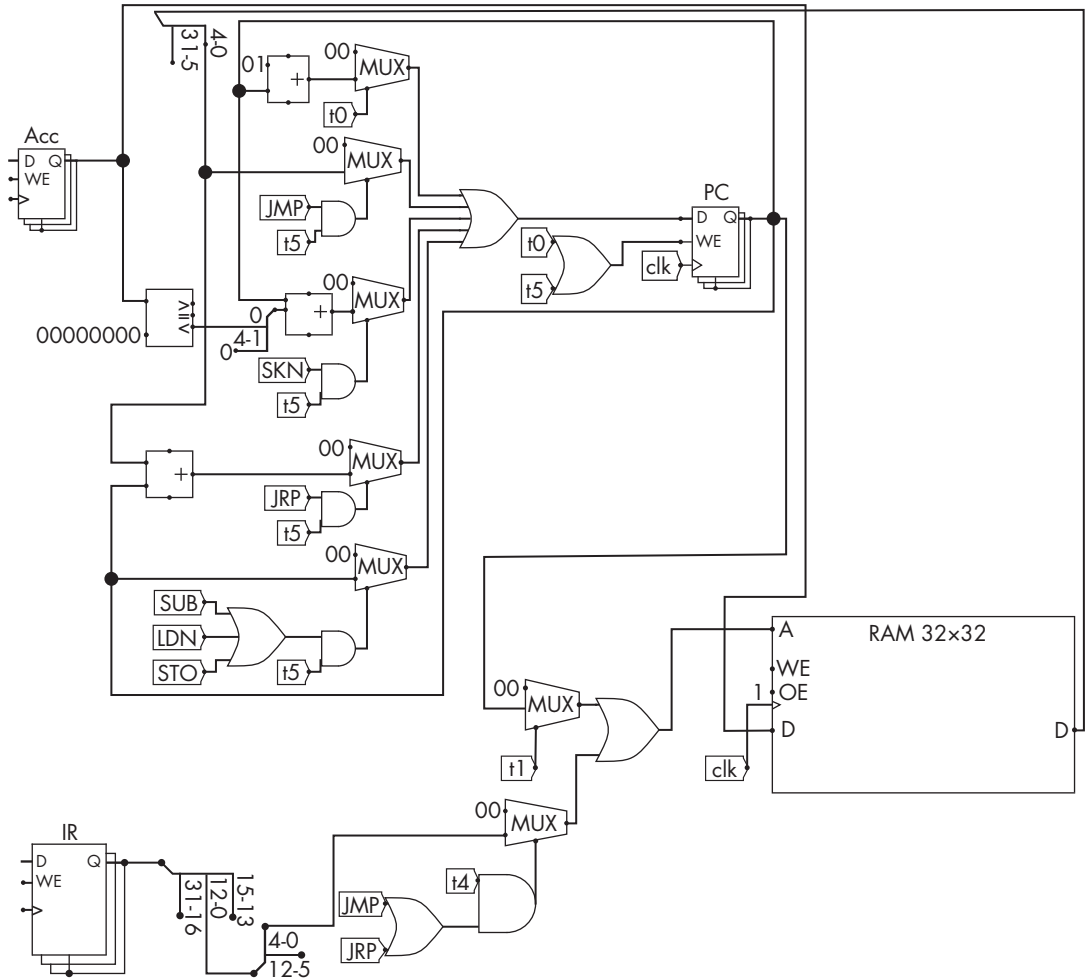 31-5
4-0
00
01
+
MUX
t0
Acc
D Q
WE
00
MUX
JMP
t5
PC
D Q
WE
t0
clk
t5
00
MUX
< = >
00000000
0
+
4-1
0
SKN
t5
00
MUX
+
JRP
t5
00
MUX
SUB
LDN
STO
t5
RAM 32×32
A
WE
1 OE
D
D
clk
00
MUX
t1
00
MUX
IR
D Q
WE
31-16
12-0
15-13
t4
JMP
JRP
4-0
12-5